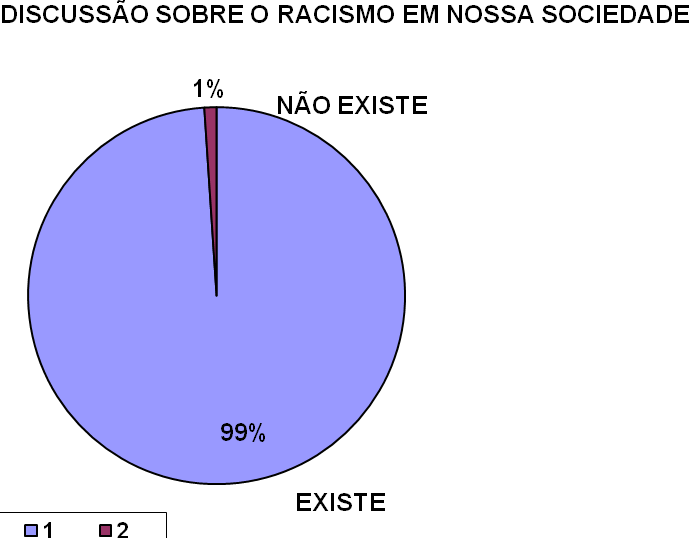 DISCUSSÃO SOBRE O RACISMO EM NOSSA SOCIEDADE
1%
NÃO EXISTE
99%
EXISTE
1 2